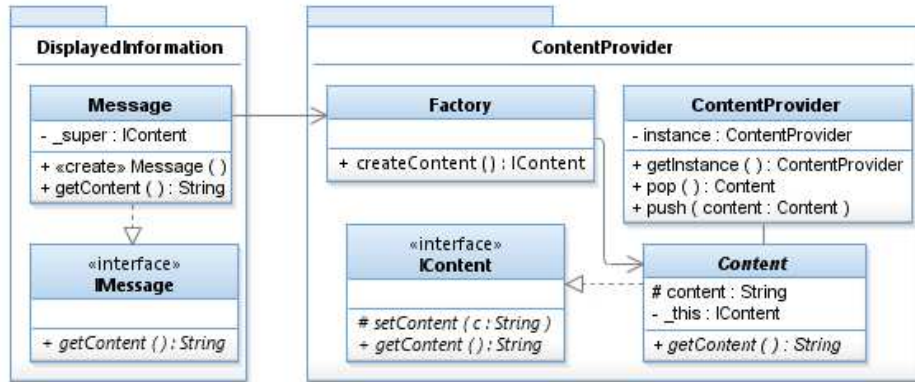 DisplayedInformation
Message
- _super : IContent
+ «create» Message ( )
+ getContent ( ) : String
«interface»
IMessage
+ getContent ( ) : String
ContentProvider
Factory
+ createContent ( ) : IContent
ContentProvider
- instance : ContentProvider
+ getInstance ( ) : ContentProvider
+ pop ( ) : Content
+ push ( content : Content )
«interface»
IContent
# setContent ( c : String )
+ getContent ( ) : String
Content
# content : String
- _this : IContent
+ getContent ( ) : String